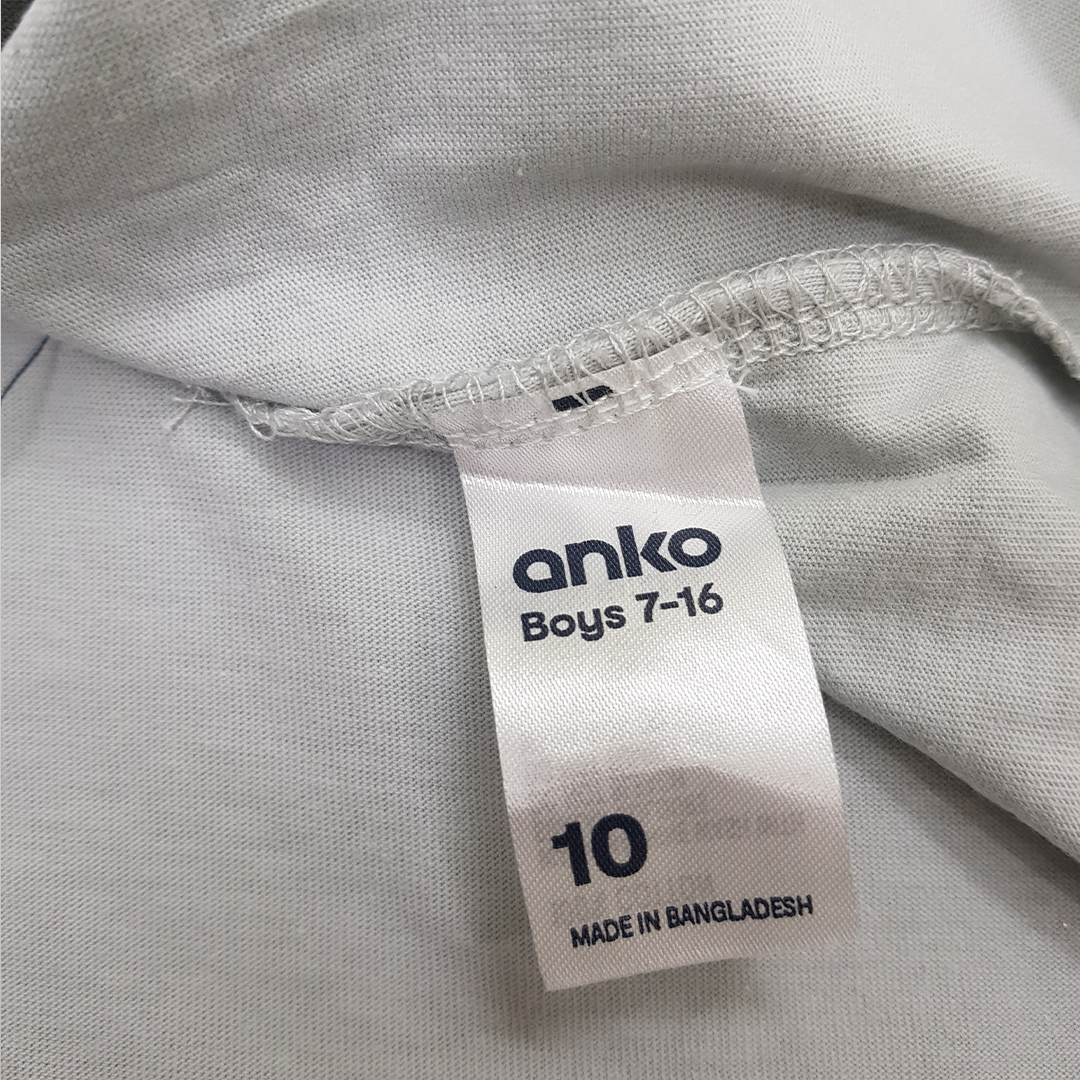 anko
Boys 7-16
10
MADE IN BANGLADESH